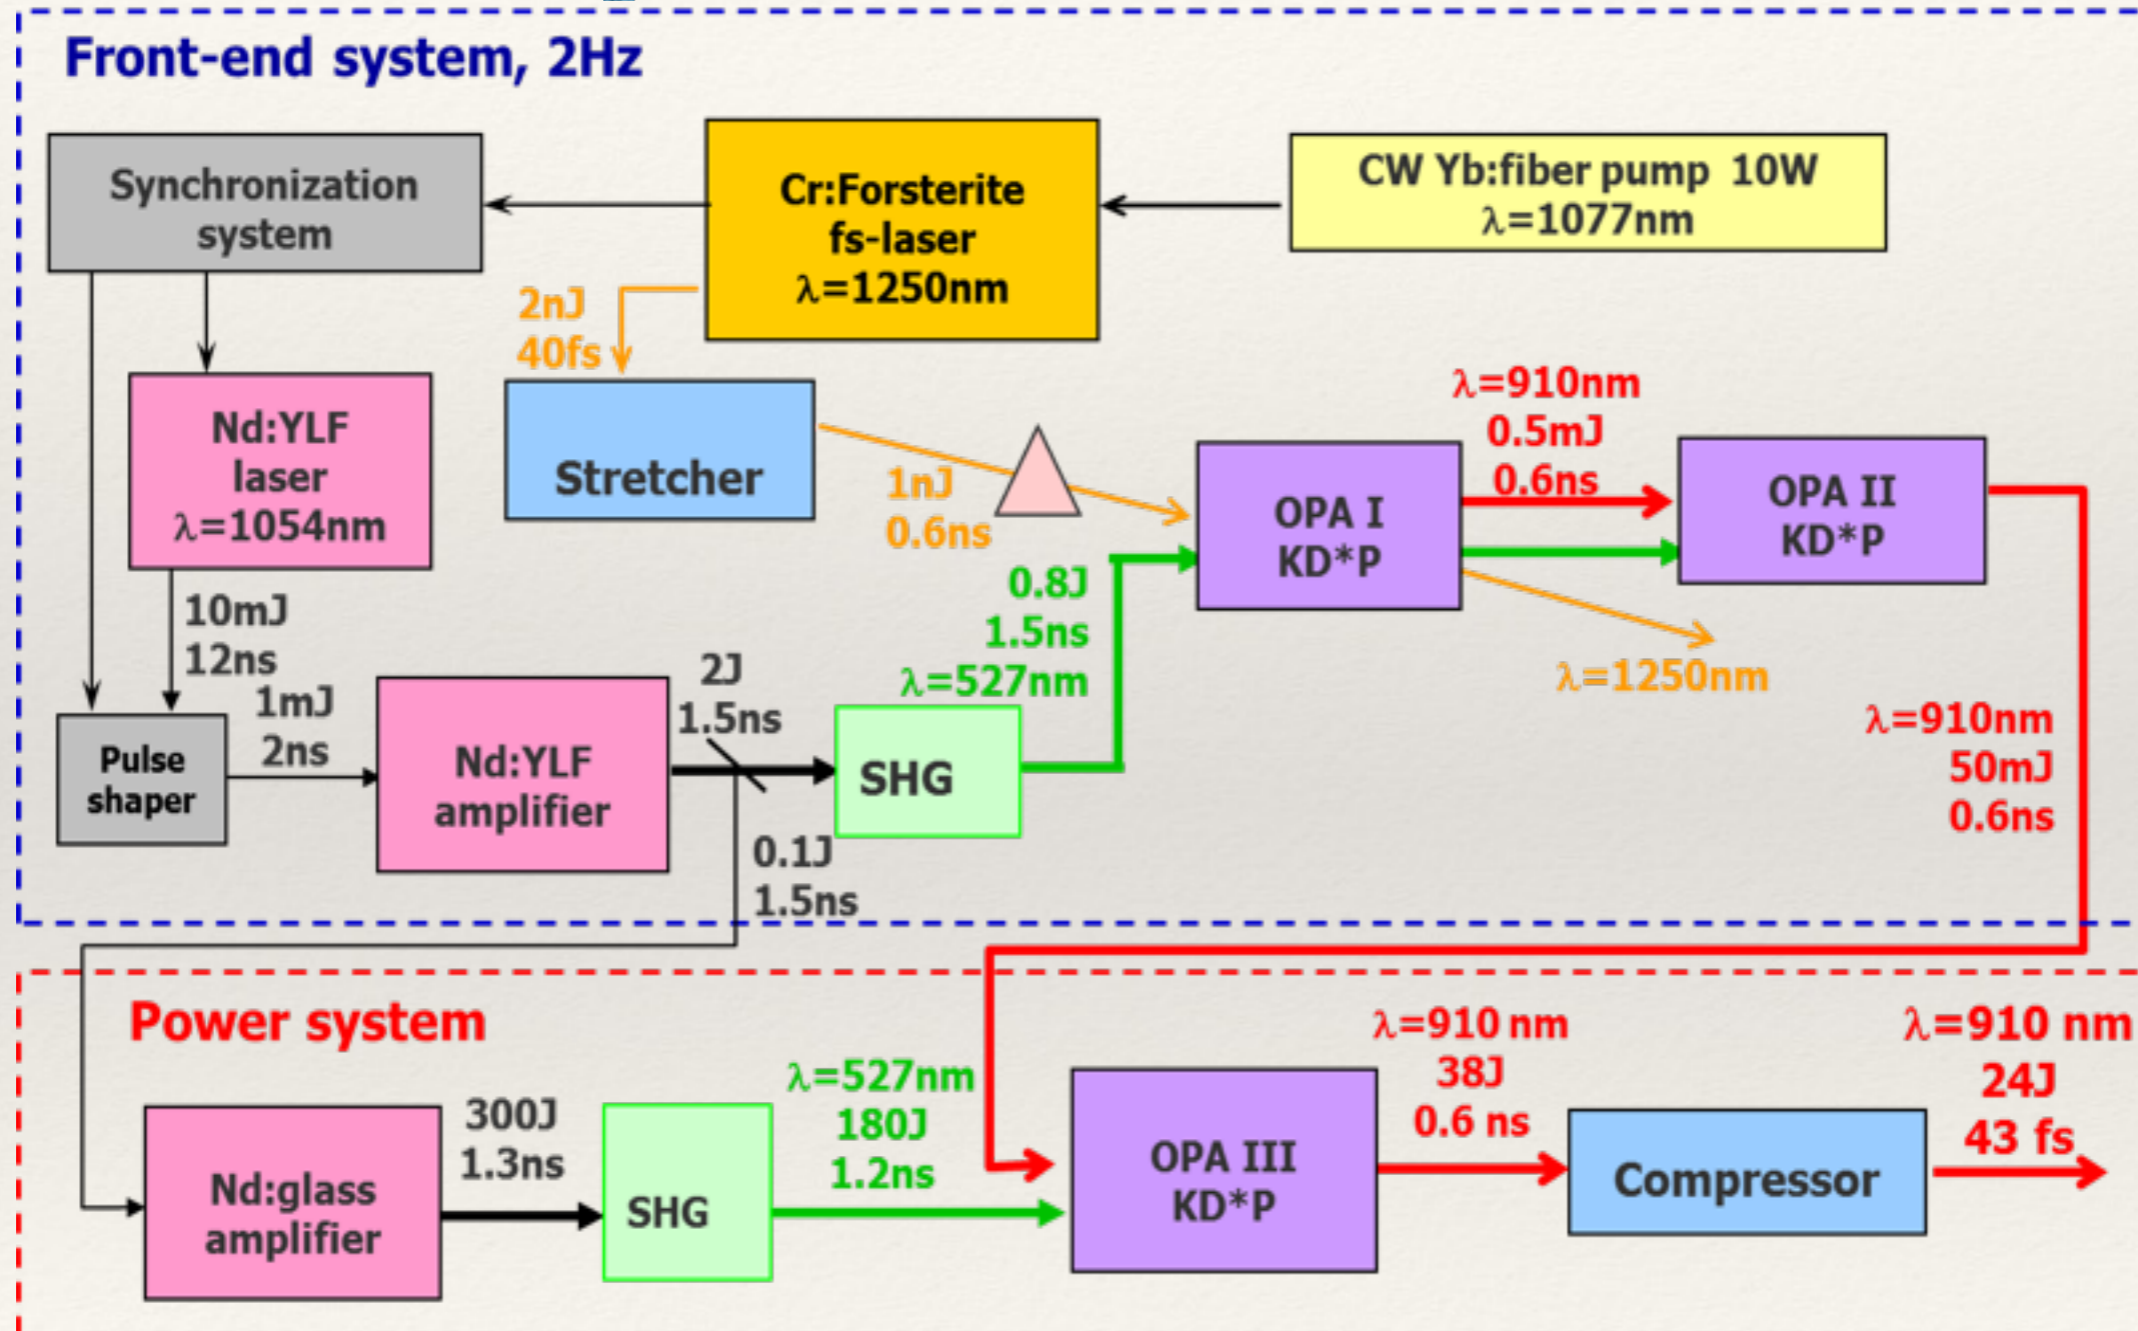 Front-end system, 2Hz
Synchronization
system
Cr:Forsterite
fs-laser
λ=1250nm
CW Yb:fiber pump 10W
λ=1077nm
2nJ
40fs
Nd:YLF
laser
λ=1054nm
Stretcher
1nJ
0.6ns
OPA I
KD*P
λ=910nm
0.5mJ
0.6ns
OPA II
KD*P
λ=1250nm
10mJ
12ns
0.8J
1.5ns
λ=527nm
Pulse
shaper
1mJ
2ns
Nd:YLF
amplifier
2J
1.5ns
SHG
0.1J
1.5ns
λ=910nm
50mJ
0.6ns
Power system
Nd:glass
amplifier
300J
1.3ns
SHG
λ=527nm
180J
1.2ns
OPA III
KD*P
λ=910 nm
38J
0.6 ns
Compressor
λ=910 nm
24J
43 fs